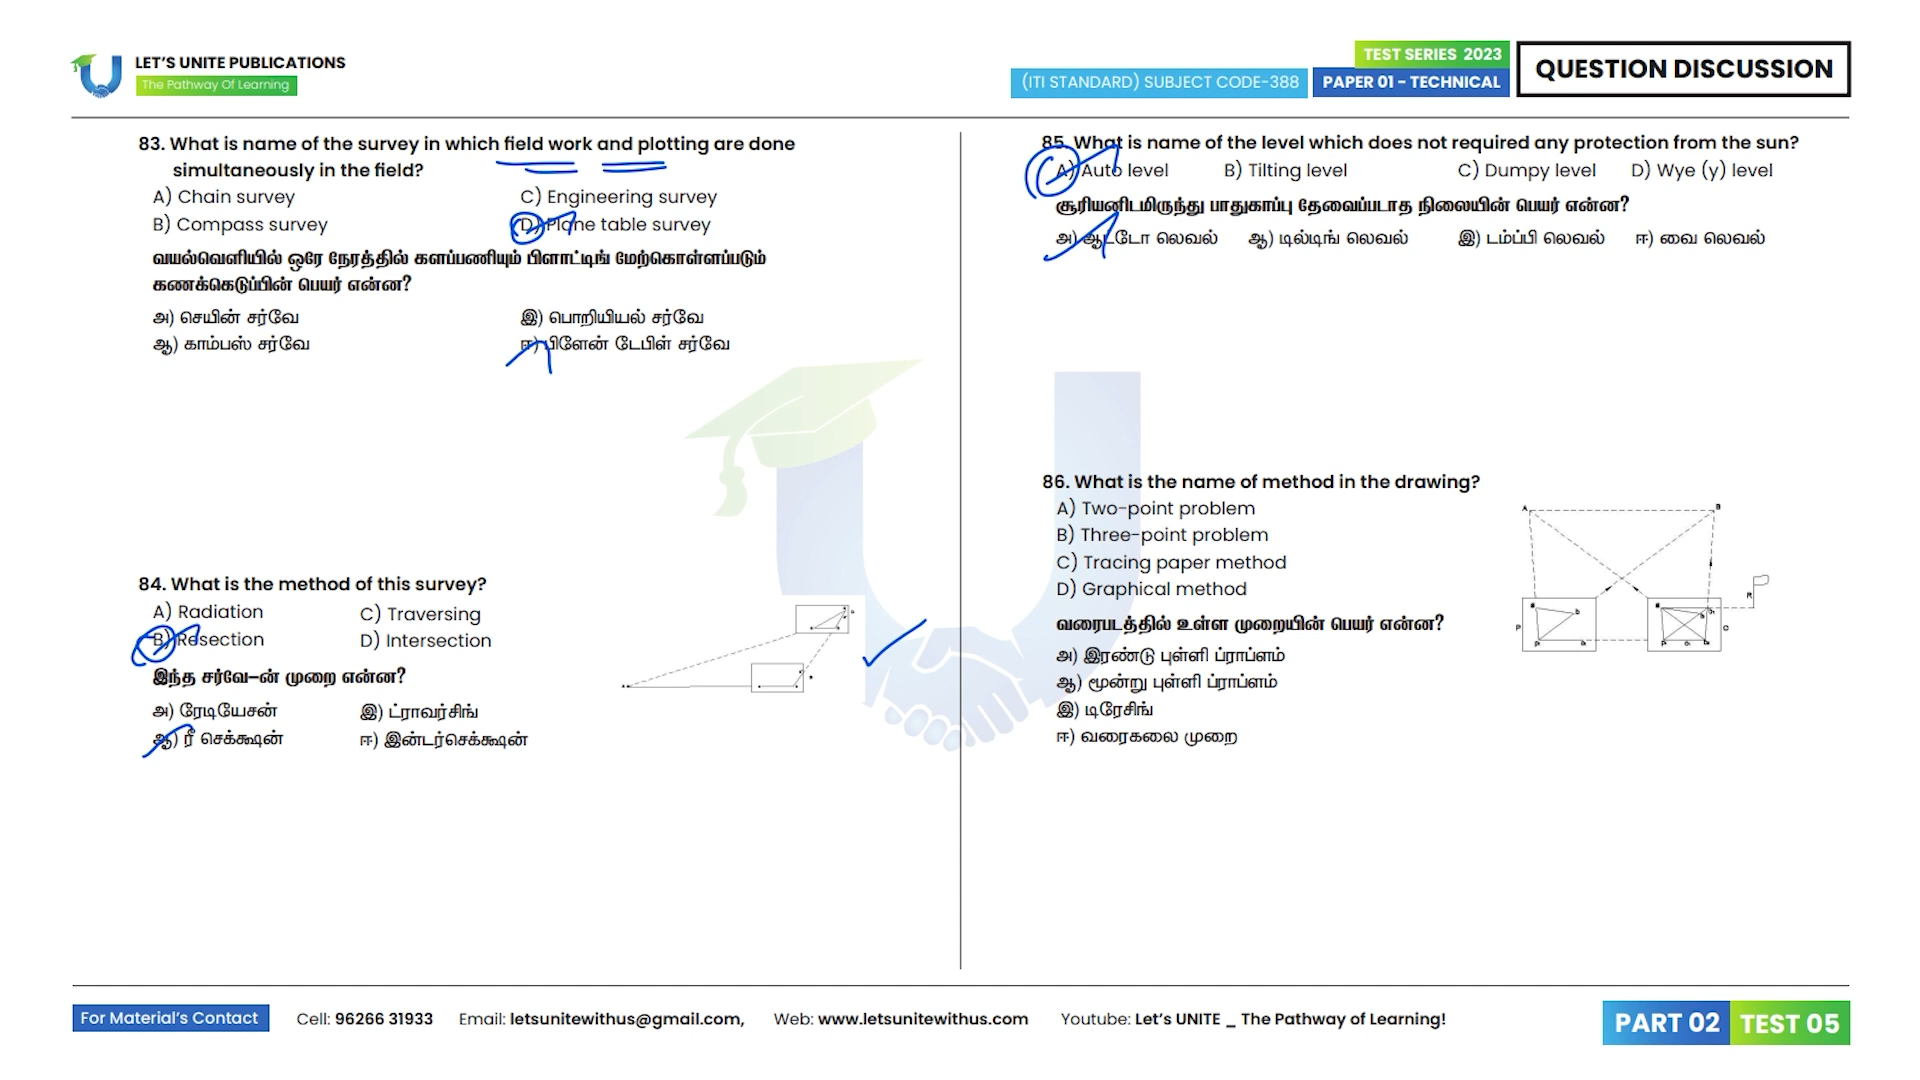 LET'S UNITE PUBLICATIONS
The Pathway Of Learning
TEST SERIES 2023
(ITI STANDARD) SUBJECT CODE-388
PAPER 01 - TECHNICAL
QUESTION DISCUSSION
83. What is name of the survey in which field work and plotting are done
simultaneously in the field?
A) Chain survey C) Engineering survey
B) Compass survey D) Plane table survey
வயல்வெளியில் ஒரே நேரத்தில் களப்பணியும் பிளாட்டிங் மேற்கொள்ளப்படும்
கணக்கெடுப்பின் பெயர் என்ன?
அ) செயின் சர்வே இ) பொறியியல் சர்வே
ஆ) காம்பஸ் சர்வே ஈ) பிளேன் டேபிள் சர்வே
84. What is the method of this survey?
A) Radiation C) Traversing
B) Resection D) Intersection
இந்த சர்வே-ன் முறை என்ன?
அ) ரேடியேசன் இ) ட்ராவர்சிங்
ஆ) ரீ செக்க்ஷன் ஈ) இன்டர்செக்க்ஷன்
85. What is name of the level which does not required any protection from the sun?
A) Auto level B) Tilting level C) Dumpy level D) Wye (y) level
சூரியனிடமிருந்து பாதுகாப்பு தேவைப்படாத நிலையின் பெயர் என்ன?
அ) ஆட்டோ லெவல் ஆ) டில்டிங் லெவல் இ) டம்ப்பி லெவல் ஈ) வை லெவல்
86. What is the name of method in the drawing?
A) Two-point problem
B) Three-point problem
C) Tracing paper method
D) Graphical method
வரைபடத்தில் உள்ள முறையின் பெயர் என்ன?
அ) இரண்டு புள்ளி ப்ராப்ளம்
ஆ) மூன்று புள்ளி ப்ராப்ளம்
இ) டிரேசிங்
ஈ) வரைகலை முறை
A B
R
P C
For Material's Contact
Cell: 96266 31933 Email: letsunitewithus@gmail.com, Web: www.letsunitewithus.com Youtube: Let's UNITE _ The Pathway of Learning!
PART 02 TEST 05